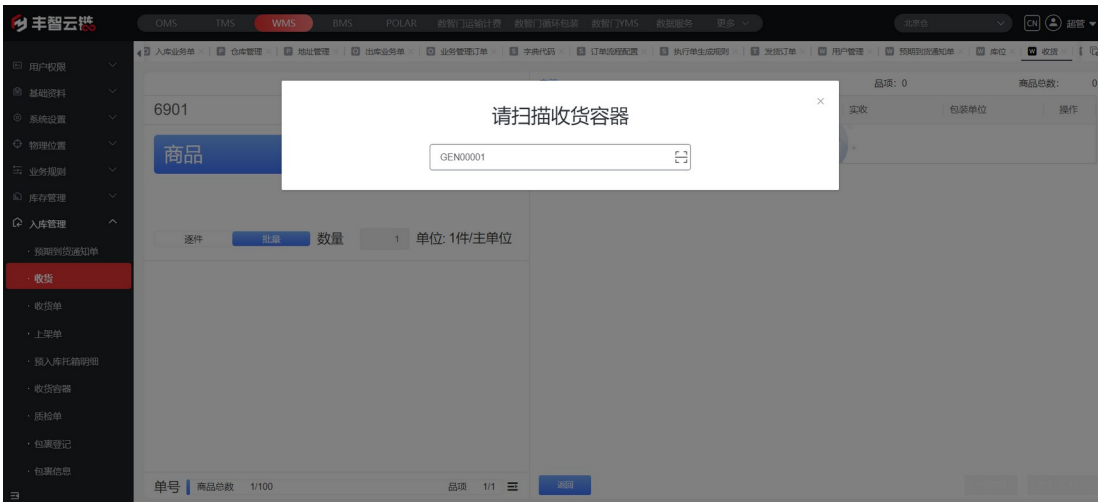 丰智云链
OMS TMS WMS BMS POLAR 数智门运输计费 数智门循环包装 数智门YMS 数据服务 更多
北京仓 CN 超管
入库业务单 仓库管理 地址管理 出库业务单 业务管理订单 字典代码 订单流程配置 执行单生成规则 发货订单 用户管理 预期到货通知单 库位 收货
用户权限
基础资料
系统设置
物理位置
业务规则
库存管理
入库管理
预期到货通知单
收货
收货单
上架单
预入库托箱明细
收货容器
质检单
包裹登记
包裹信息
品项: 0 商品总数: 0
6901
实收 包装单位 操作
商品
请扫描收货容器
GEN00001
逐件 批量 数量 1 单位: 1件/主单位
单号 商品总数 1/100 品项 1/1
返回